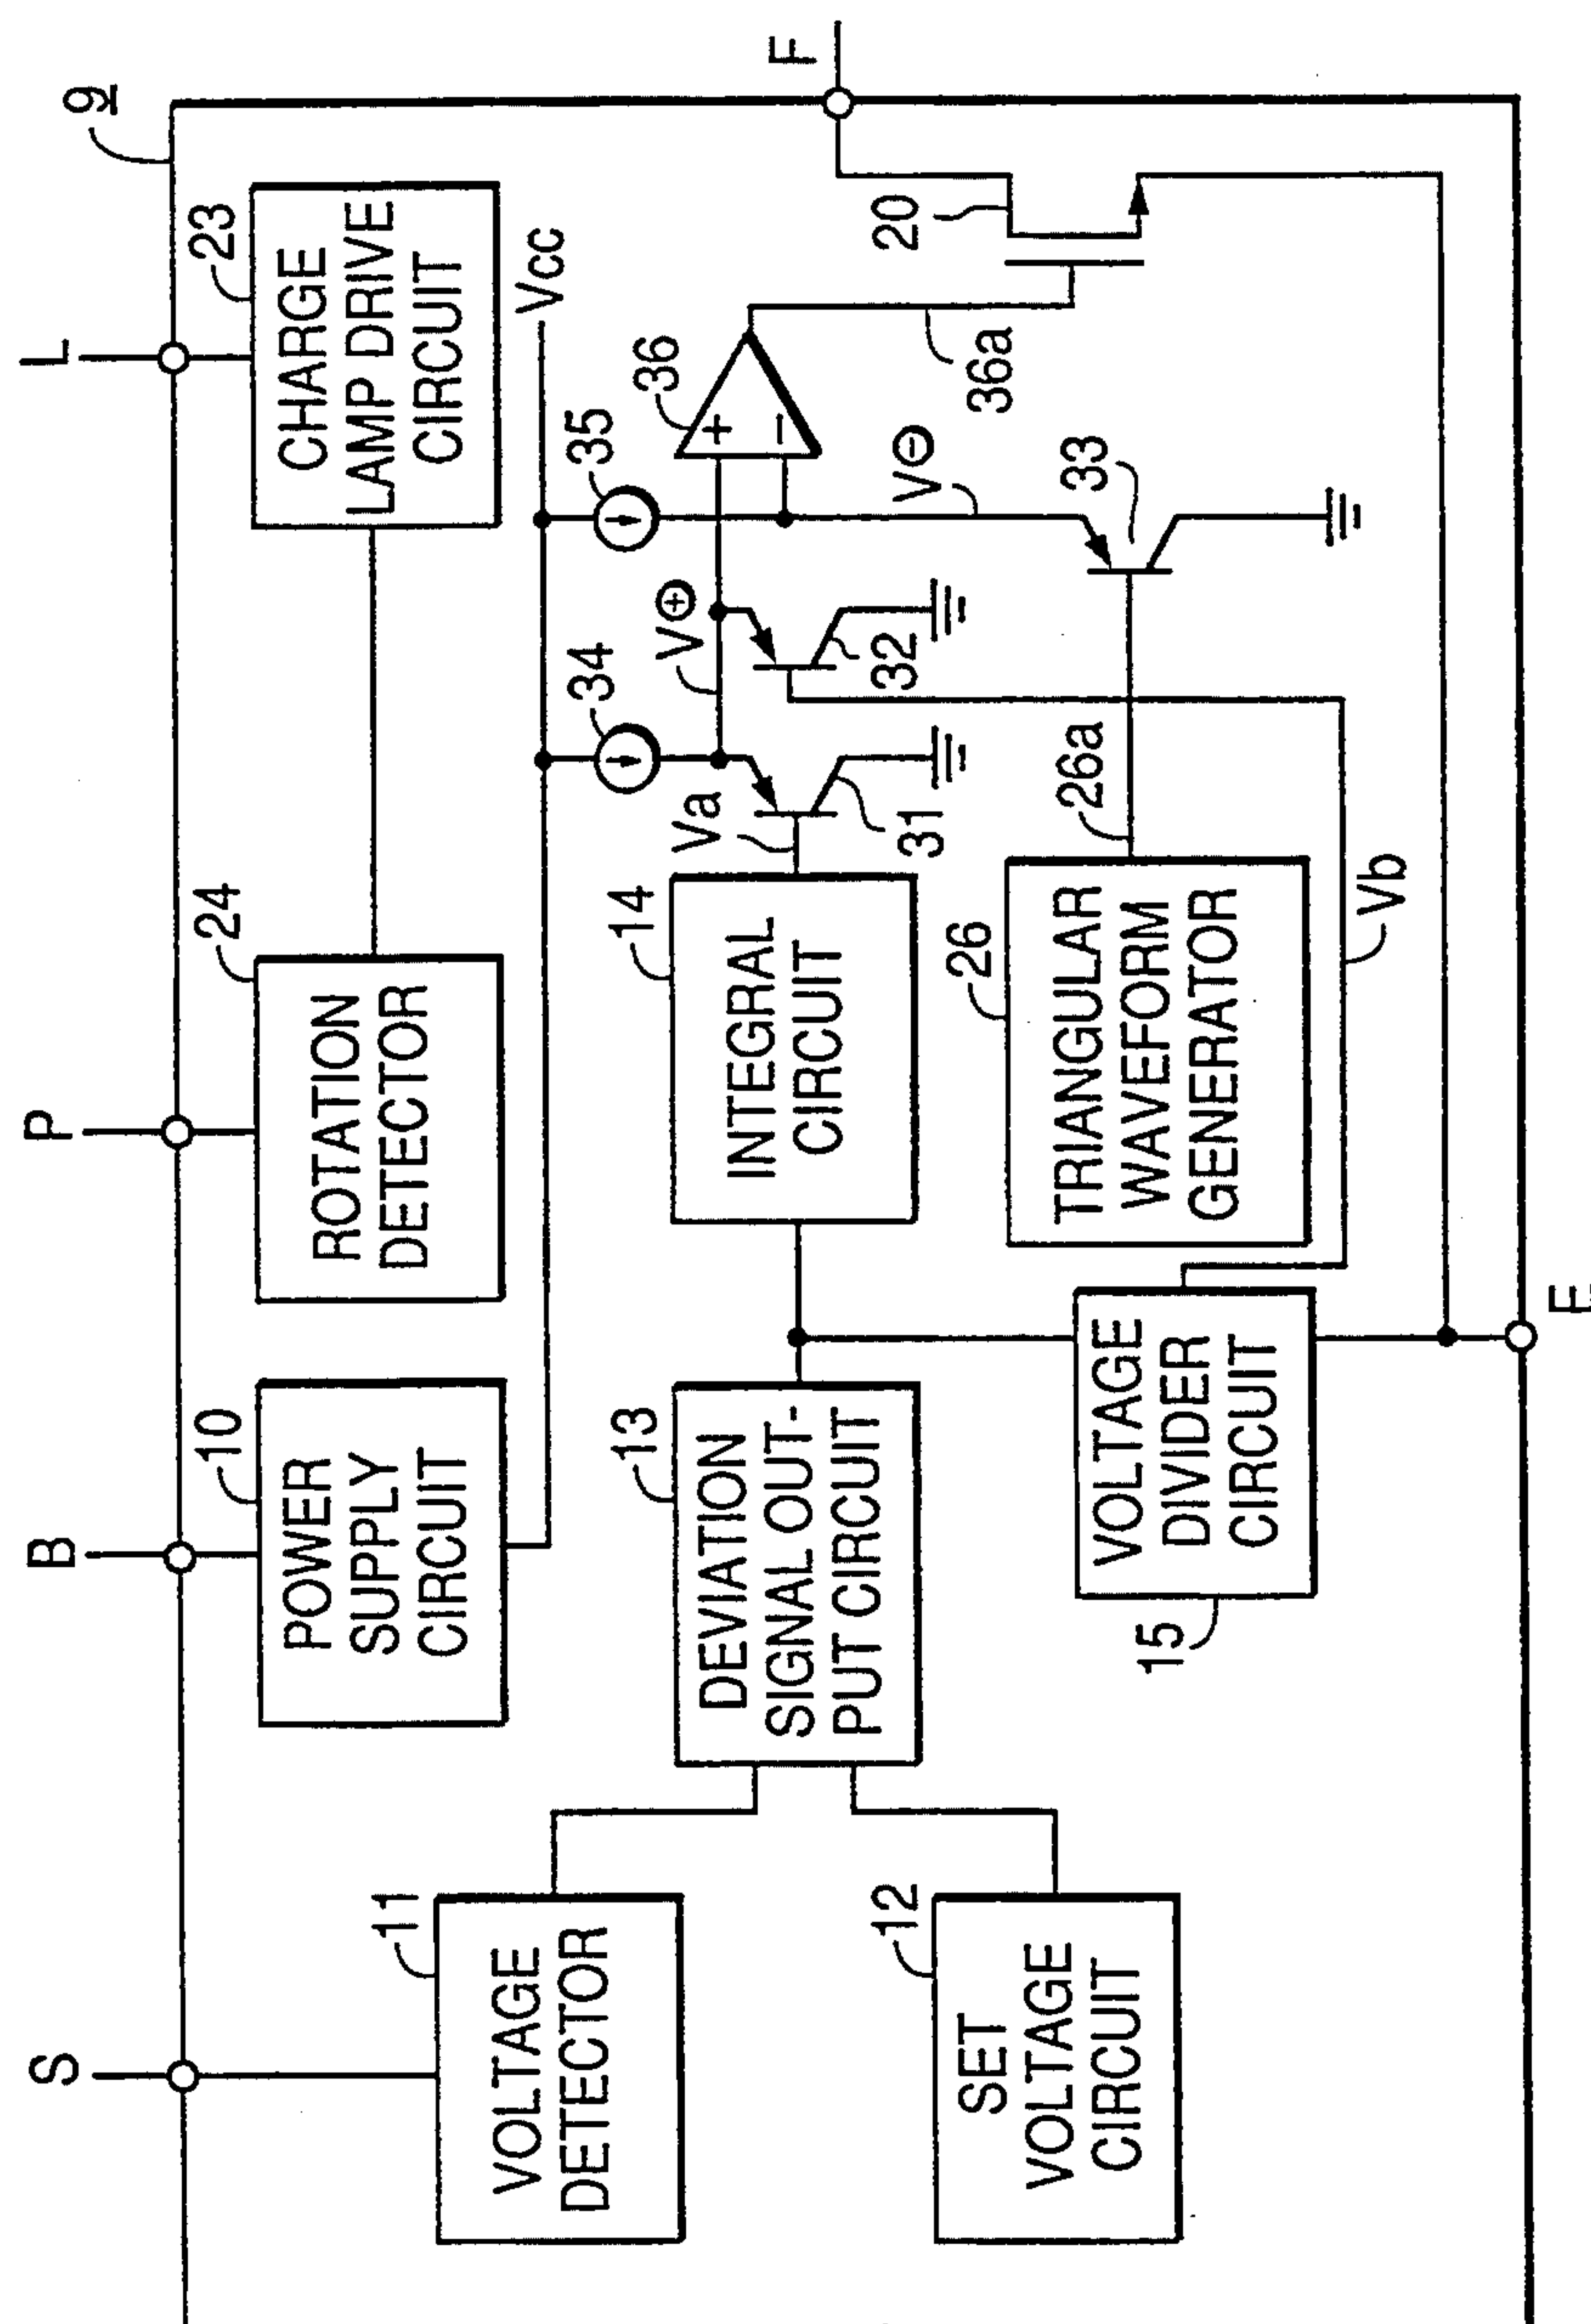 S
B
P
L
9
10
POWER
SUPPLY
CIRCUIT
24
ROTATION
DETECTOR
23
CHARGE
LAMP DRIVE
CIRCUIT
Vcc
11
VOLTAGE
DETECTOR
12
SET
VOLTAGE
CIRCUIT
13
DEVIATION
SIGNAL OUT-
PUT CIRCUIT
14
INTEGRAL
CIRCUIT
Va
34
V⊕
35
36
+
−
31
32
V⊖
33
36a
20
F
26
TRIANGULAR
WAVEFORM
GENERATOR
26a
15
VOLTAGE
DIVIDER
CIRCUIT
Vb
E